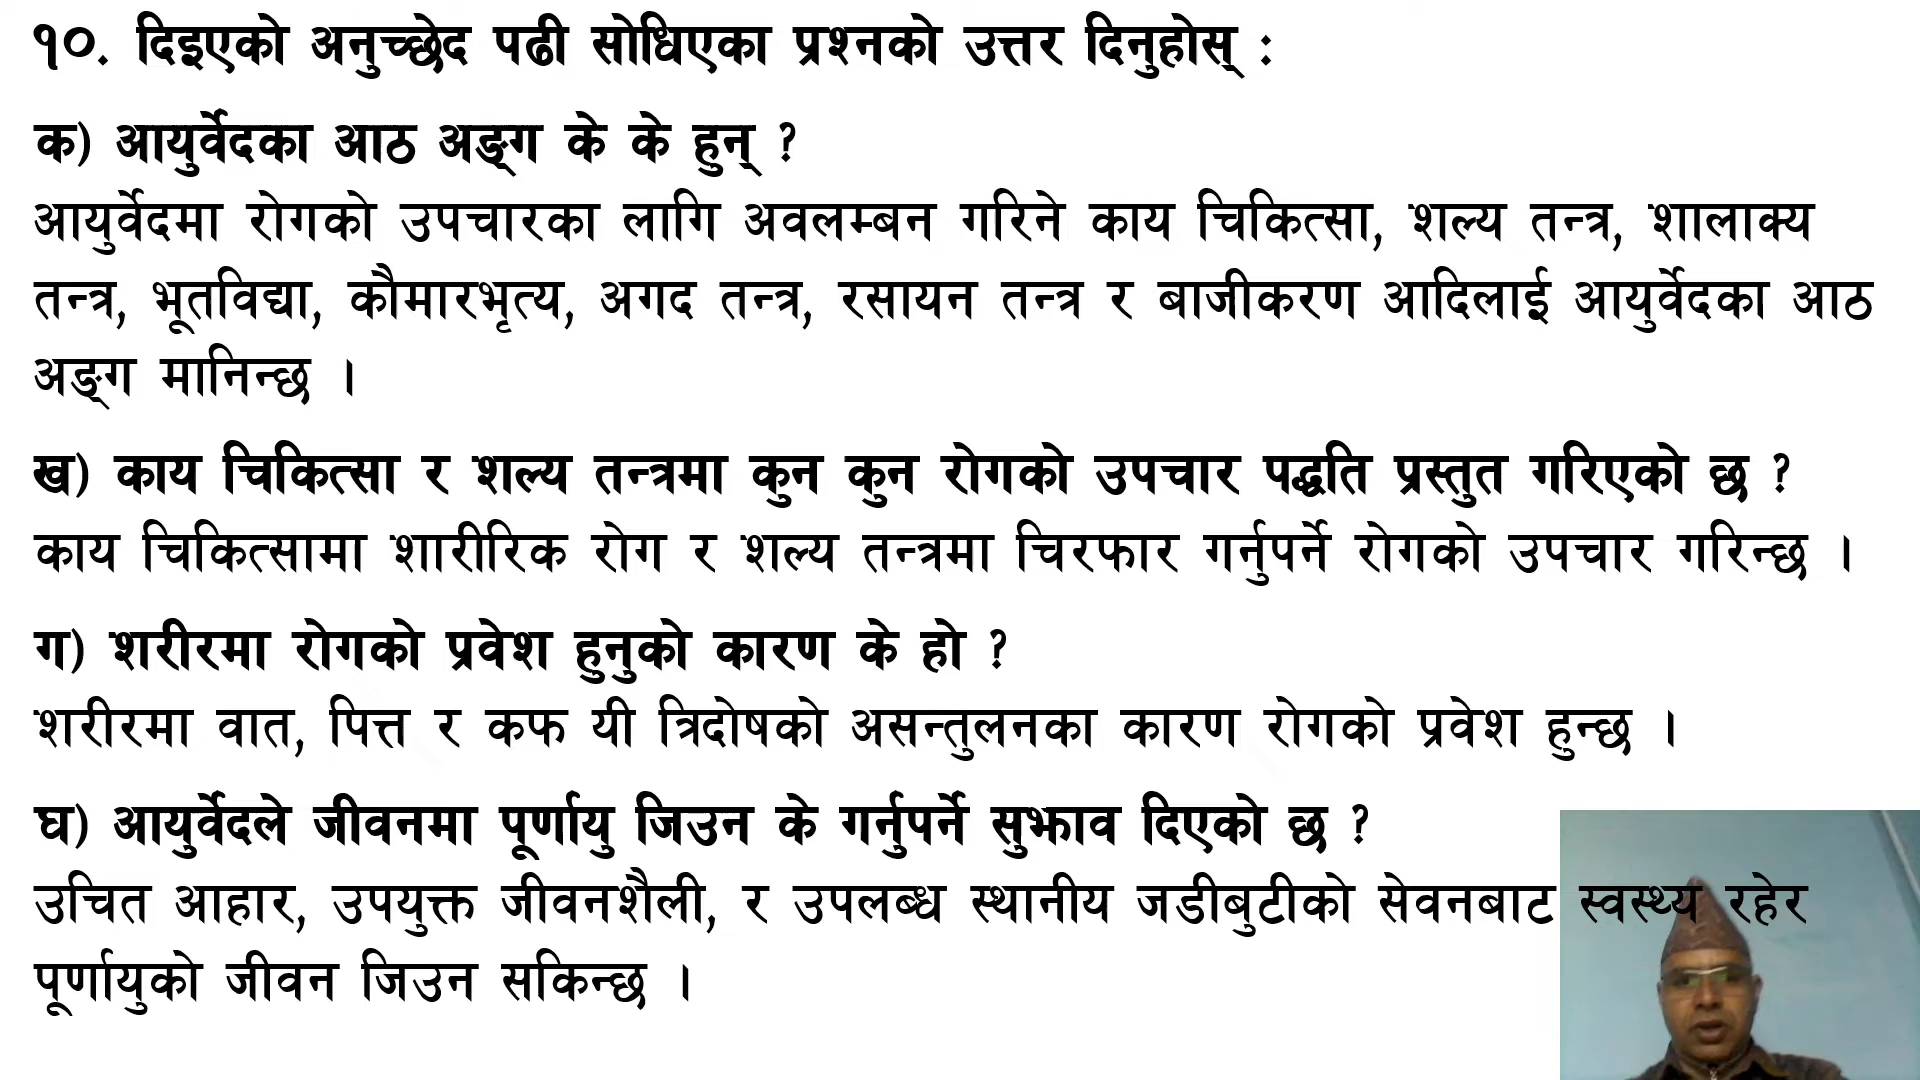 १०. दिइएको अनुच्छेद पढी सोधिएका प्रश्नको उत्तर दिनुहोस् :
क) आयुर्वेदका आठ अङ्ग के के हुन् ?
आयुर्वेदमा रोगको उपचारका लागि अवलम्बन गरिने काय चिकित्सा, शल्य तन्त्र, शालाक्य
तन्त्र, भूतविद्या, कौमारभृत्य, अगद तन्त्र, रसायन तन्त्र र बाजीकरण आदिलाई आयुर्वेदका आठ
अङ्ग मानिन्छ ।
ख) काय चिकित्सा र शल्य तन्त्रमा कुन कुन रोगको उपचार पद्धति प्रस्तुत गरिएको छ ?
काय चिकित्सामा शारीरिक रोग र शल्य तन्त्रमा चिरफार गर्नुपर्ने रोगको उपचार गरिन्छ ।
ग) शरीरमा रोगको प्रवेश हुनुको कारण के हो ?
शरीरमा वात, पित्त र कफ यी त्रिदोषको असन्तुलनका कारण रोगको प्रवेश हुन्छ ।
घ) आयुर्वेदले जीवनमा पूर्णायु जिउन के गर्नुपर्ने सुझाव दिएको छ ?
उचित आहार, उपयुक्त जीवनशैली, र उपलब्ध स्थानीय जडीबुटीको सेवनबाट स्वस्थ्य रहेर
पूर्णायुको जीवन जिउन सकिन्छ ।